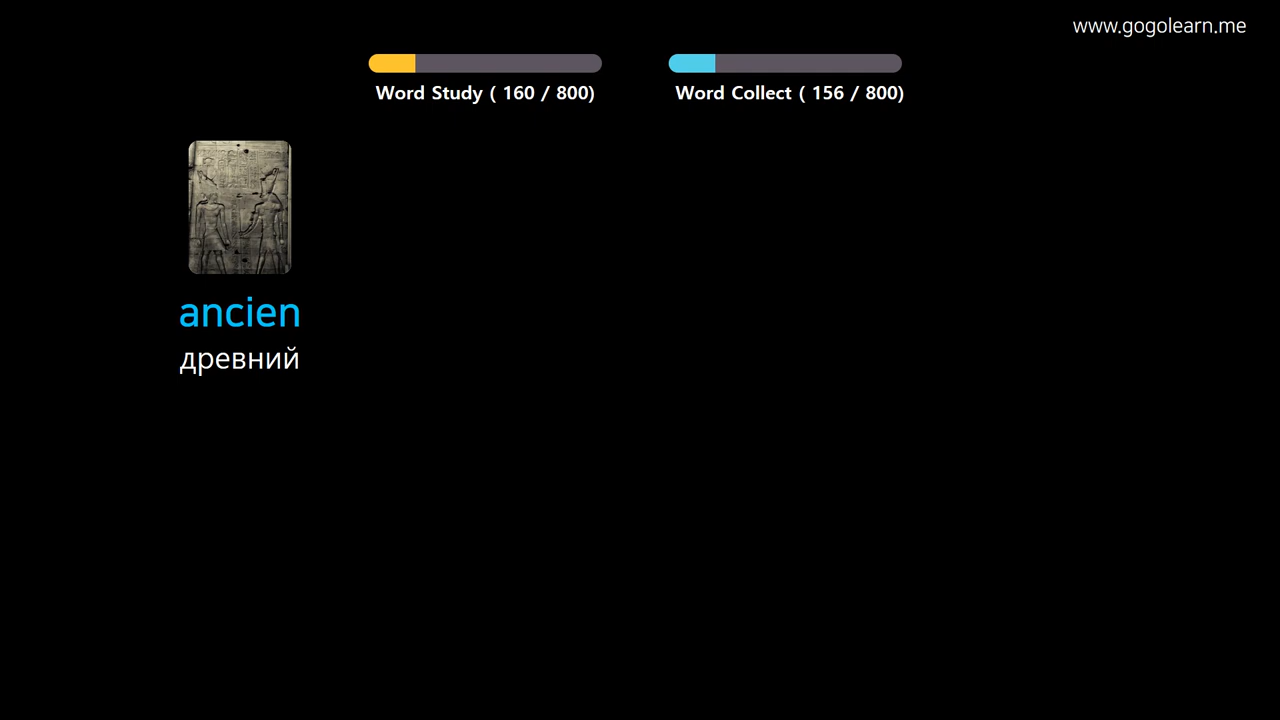 www.gogolearn.me
Word Study ( 160 / 800)
Word Collect ( 156 / 800)
ancien
древний